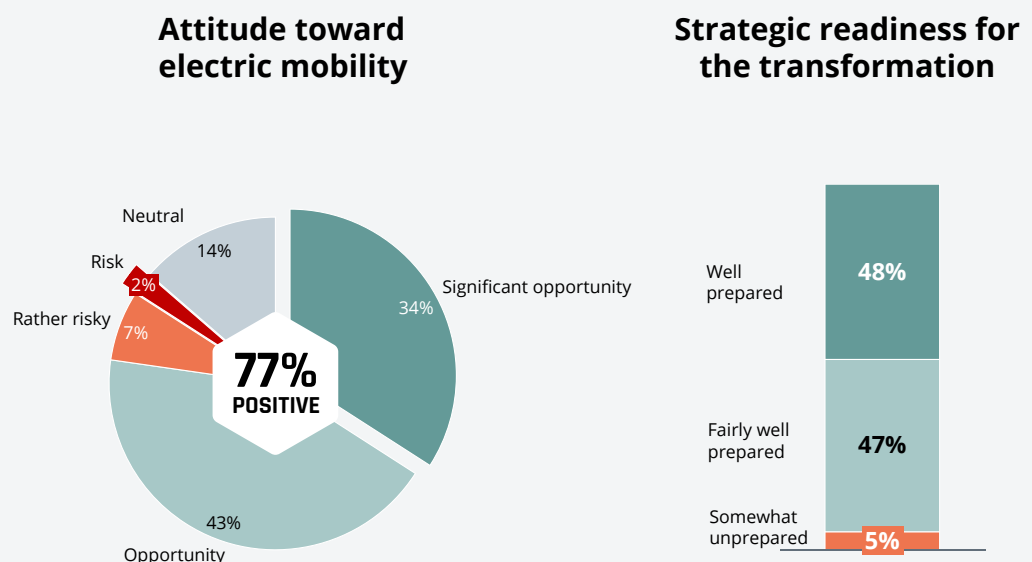 Attitude toward
electric mobility
Neutral
14%
Risk
2%
Rather risky
7%
Significant opportunity
34%
77%
POSITIVE
43%
Opportunity
Strategic readiness for
the transformation
Well
prepared
48%
Fairly well
prepared
47%
Somewhat
unprepared
5%